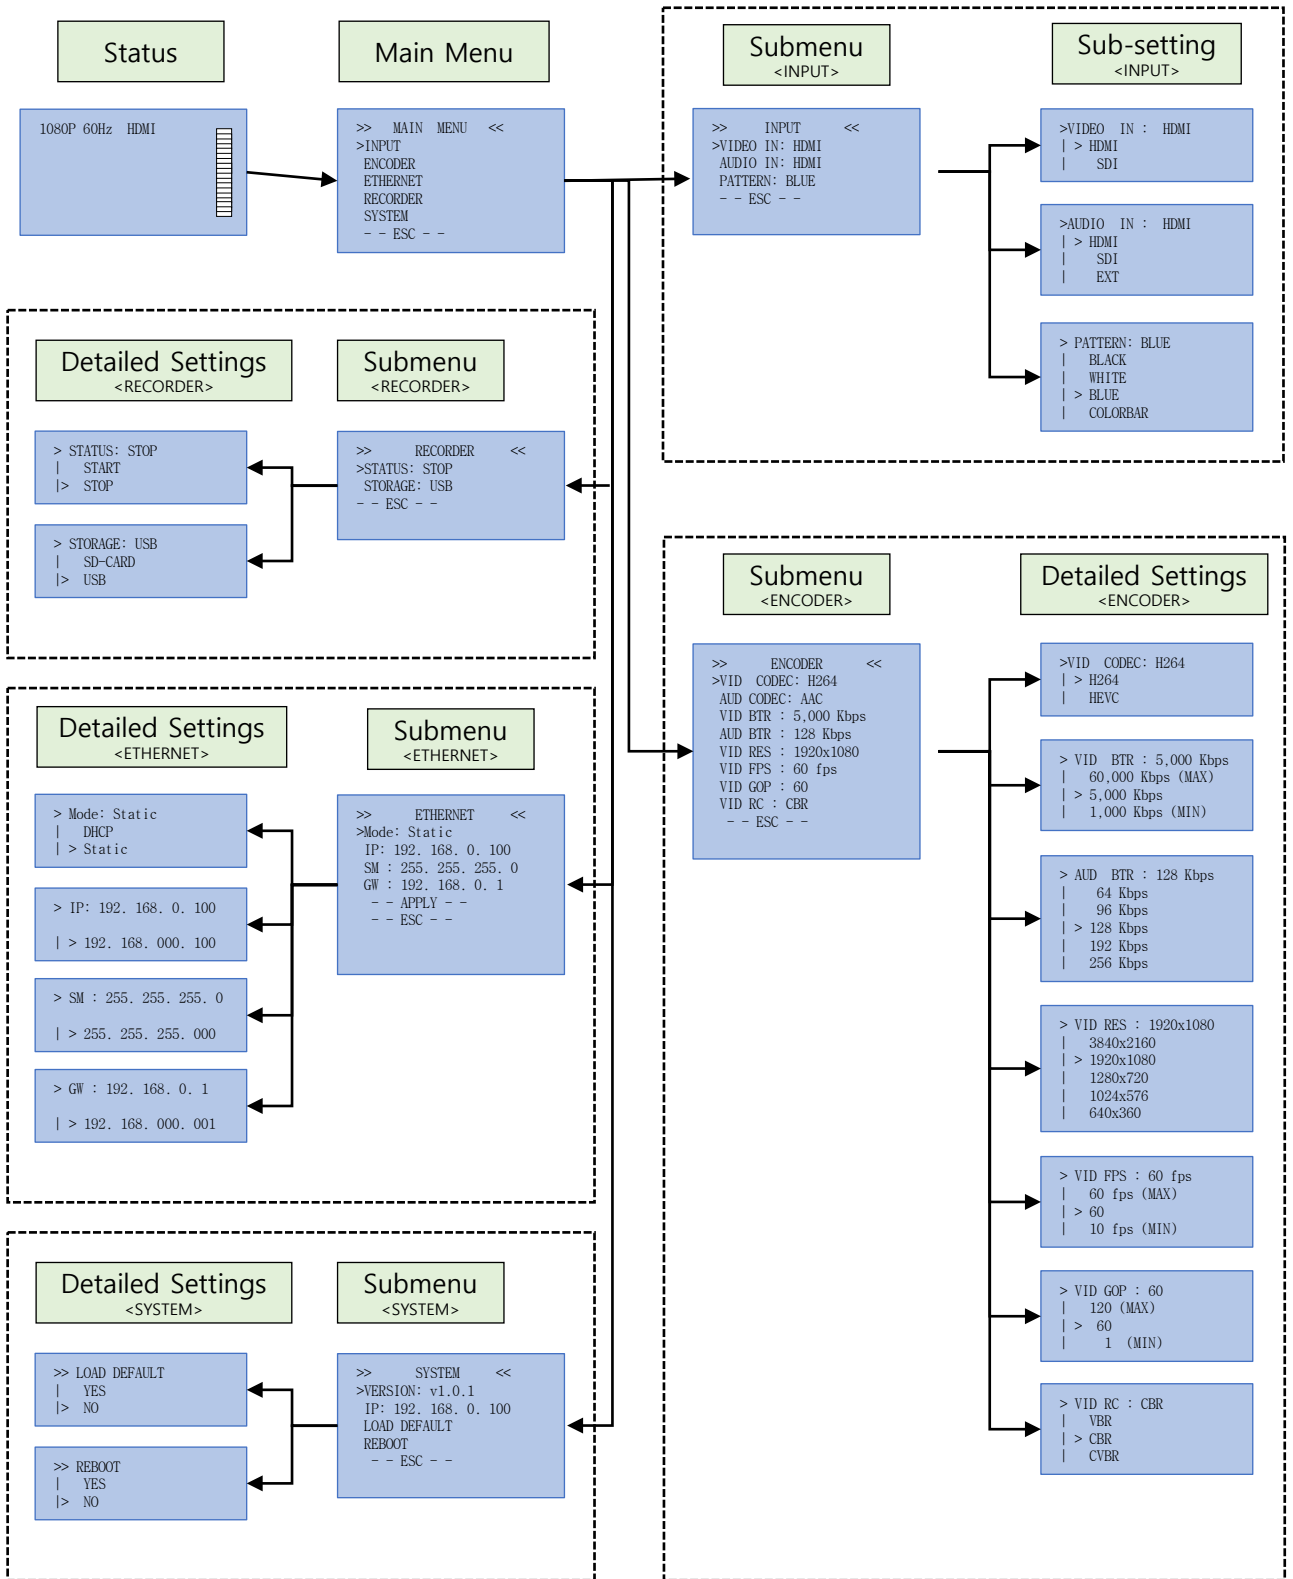 Status
1080P 60Hz  HDMI
Main Menu
>>   MAIN  MENU   <<
>INPUT
ENCODER
ETHERNET
RECORDER
SYSTEM
- - ESC - -
Submenu
<INPUT>
>>     INPUT      <<
>VIDEO IN: HDMI
AUDIO IN: HDMI
PATTERN: BLUE
- - ESC - -
Sub-setting
<INPUT>
>VIDEO  IN :  HDMI
| > HDMI
|    SDI
>AUDIO  IN :  HDMI
| > HDMI
|    SDI
|    EXT
> PATTERN: BLUE
|   BLACK
|   WHITE
| > BLUE
|   COLORBAR
Detailed Settings
<RECORDER>
> STATUS: STOP
|   START
|>  STOP
> STORAGE: USB
|   SD-CARD
|>  USB
Submenu
<RECORDER>
>>      RECORDER     <<
>STATUS: STOP
STORAGE: USB
- - ESC - -
Submenu
<ENCODER>
>>      ENCODER      <<
>VID  CODEC: H264
AUD CODEC: AAC
VID BTR : 5,000 Kbps
AUD BTR : 128 Kbps
VID RES : 1920x1080
VID FPS : 60 fps
VID GOP : 60
VID RC : CBR
- - ESC - -
Detailed Settings
<ENCODER>
>VID  CODEC: H264
| > H264
|   HEVC
> VID  BTR : 5,000 Kbps
|   60,000 Kbps (MAX)
| > 5,000 Kbps
|   1,000 Kbps (MIN)
> AUD  BTR : 128 Kbps
|    64 Kbps
|    96 Kbps
| > 128 Kbps
|   192 Kbps
|   256 Kbps
> VID RES : 1920x1080
|   3840x2160
| > 1920x1080
|   1280x720
|   1024x576
|   640x360
> VID FPS : 60 fps
|   60 fps (MAX)
| > 60
|   10 fps (MIN)
> VID GOP : 60
|   120 (MAX)
| >  60
|     1  (MIN)
> VID RC : CBR
|   VBR
| > CBR
|   CVBR
Detailed Settings
<ETHERNET>
> Mode: Static
|   DHCP
| > Static
> IP: 192. 168. 0. 100
| > 192. 168. 000. 100
> SM : 255. 255. 255. 0
| > 255. 255. 255. 000
> GW : 192. 168. 0. 1
| > 192. 168. 000. 001
Submenu
<ETHERNET>
>>      ETHERNET     <<
>Mode: Static
IP: 192. 168. 0. 100
SM : 255. 255. 255. 0
GW : 192. 168. 0. 1
- - APPLY - -
- - ESC - -
Detailed Settings
<SYSTEM>
>> LOAD DEFAULT
|   YES
|>  NO
>> REBOOT
|   YES
|>  NO
Submenu
<SYSTEM>
>>      SYSTEM     <<
>VERSION: v1.0.1
IP: 192. 168. 0. 100
LOAD DEFAULT
REBOOT
- - ESC - -